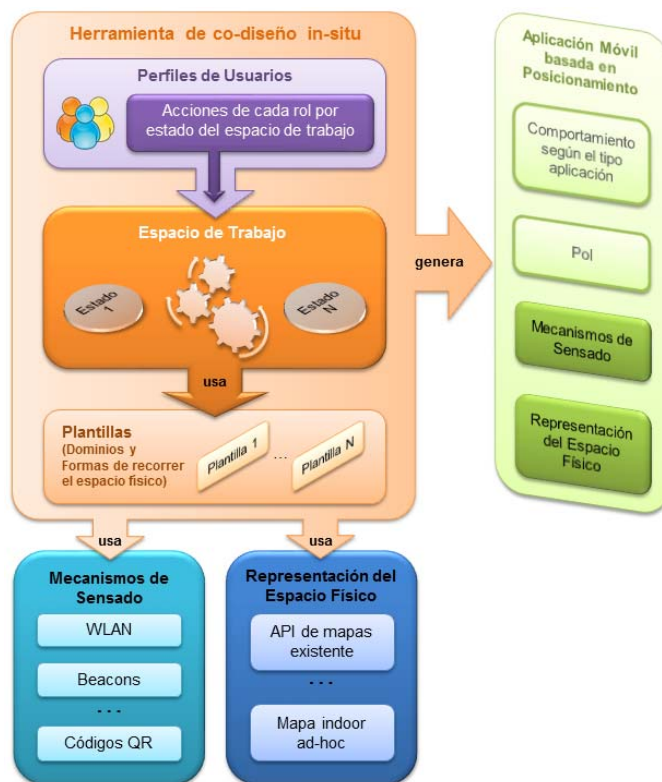 Herramienta de co-diseño in-situ
Perfiles de Usuarios
Acciones de cada rol por
estado del espacio de trabajo
Espacio de Trabajo
Estado
1
Estado
N
usa
Plantillas
(Dominios y
Formas de recorrer
el espacio físico)
Plantilla 1
...
Plantilla N
usa
usa
Mecanismos de
Sensado
WLAN
Beacons
...
Códigos QR
Representación del
Espacio Físico
API de mapas
existente
...
Mapa indoor
ad-hoc
genera
Aplicación Móvil
basada en
Posicionamiento
Comportamiento
según el tipo
aplicación
PoI
Mecanismos de
Sensado
Representación
del Espacio
Físico